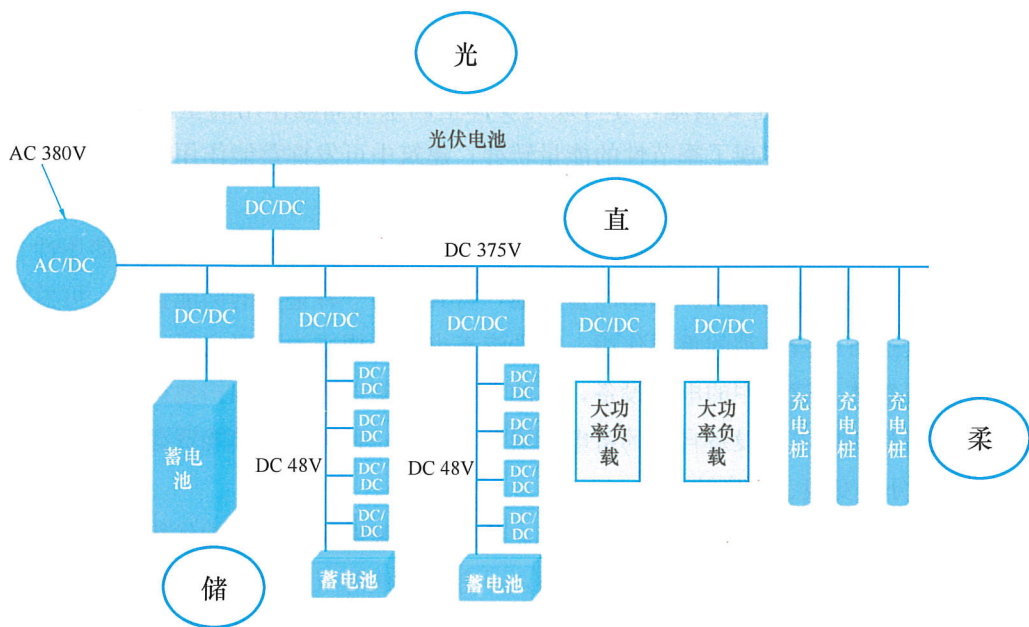 光
光伏电池
AC 380V
DC/DC
直
AC/DC
DC 375V
DC/DC
DC/DC
DC/DC
DC/DC
DC/DC
DC/
DC
DC/
DC
DC/
DC
DC/
DC
DC/
DC
DC/
DC
DC/
DC
DC/
DC
DC 48V
DC 48V
蓄电
池
蓄电池
蓄电池
大功
率负
载
大功
率负
载
充电桩
充电桩
充电桩
柔
储